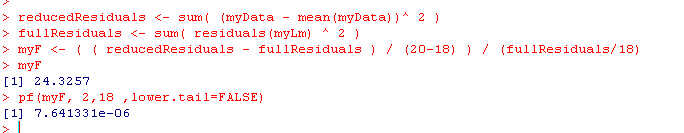 >
> reducedResiduals <- sum( (myData - mean(myData))^ 2 )
> fullResiduals <- sum( residuals(myLm) ^ 2 )
> myF <- ( ( reducedResiduals - fullResiduals ) / (20-18) ) / (fullResiduals/18)
> myF
[1] 24.3257
> pf(myF, 2,18 ,lower.tail=FALSE)
[1] 7.641331e-06
>